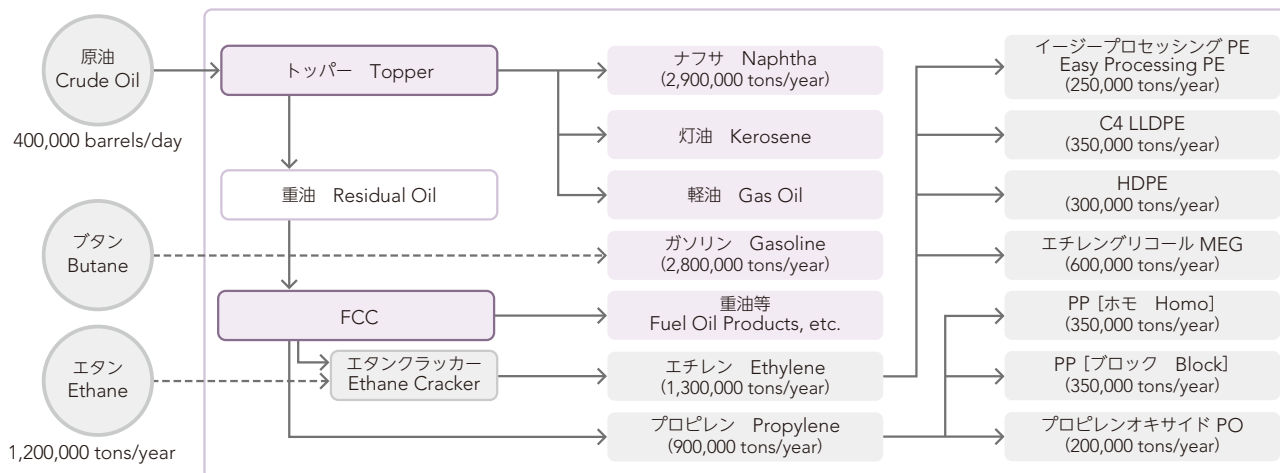 原油
Crude Oil
400,000 barrels/day
ブタン
Butane
エタン
Ethane
1,200,000 tons/year
トッパー Topper
重油 Residual Oil
FCC
エタンクラッカー
Ethane Cracker
ナフサ Naphtha
(2,900,000 tons/year)
灯油 Kerosene
軽油 Gas Oil
ガソリン Gasoline
(2,800,000 tons/year)
重油等
Fuel Oil Products, etc.
エチレン Ethylene
(1,300,000 tons/year)
プロピレン Propylene
(900,000 tons/year)
イージープロセッシング PE
Easy Processing PE
(250,000 tons/year)
C4 LLDPE
(350,000 tons/year)
HDPE
(300,000 tons/year)
エチレングリコール MEG
(600,000 tons/year)
PP [ホモ Homo]
(350,000 tons/year)
PP [ブロック Block]
(350,000 tons/year)
プロピレンオキサイド PO
(200,000 tons/year)